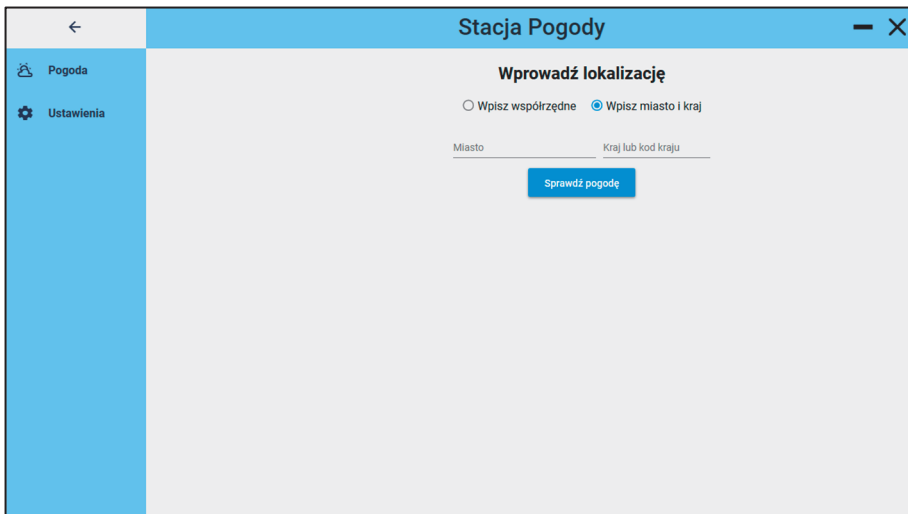 Stacja Pogody
Pogoda
Ustawienia
Wprowadź lokalizację
Wpisz współrzędne Wpisz miasto i kraj
Miasto Kraj lub kod kraju
Sprawdź pogodę